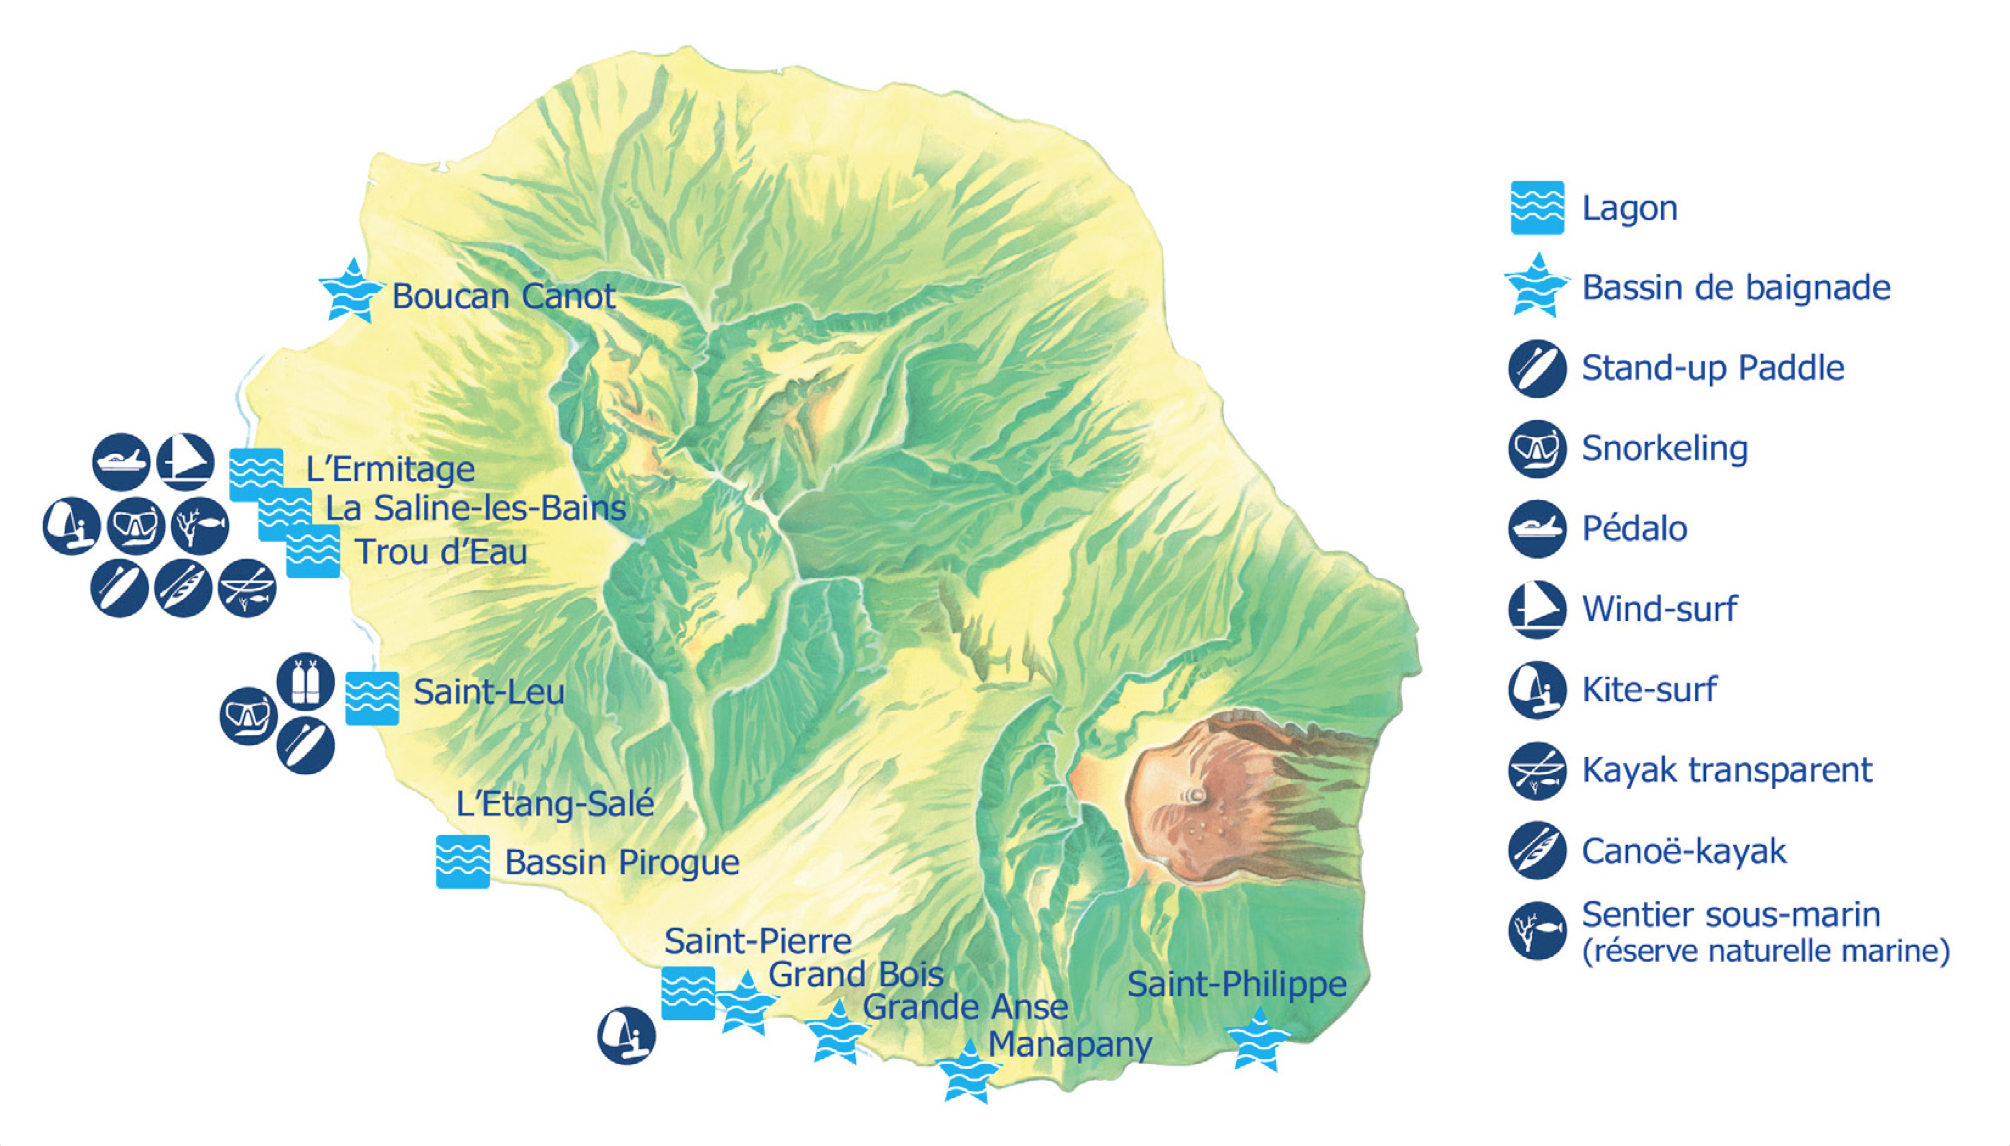 Boucan Canot
L'Ermitage
La Saline-les-Bains
Trou d'Eau
Saint-Leu
L'Etang-Salé
Bassin Pirogue
Saint-Pierre
Grand Bois
Grande Anse
Manapany
Saint-Philippe
Lagon
Bassin de baignade
Stand-up Paddle
Snorkeling
Pédalo
Wind-surf
Kite-surf
Kayak transparent
Canoë-kayak
Sentier sous-marin
(réserve naturelle marine)